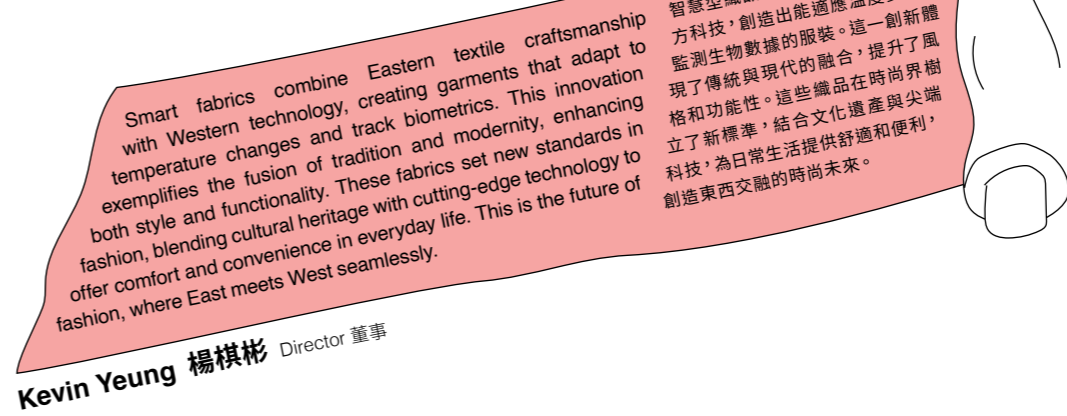 Smart fabrics combine Eastern textile craftsmanship
with Western technology, creating garments that adapt to
temperature changes and track biometrics. This innovation
exemplifies the fusion of tradition and modernity, enhancing
both style and functionality. These fabrics set new standards in
fashion, blending cultural heritage with cutting-edge technology to
offer comfort and convenience in everyday life. This is the future of
fashion, where East meets West seamlessly.
智慧型織
方科技，創造出能適應溫度
監測生物數據的服裝。這一創新體
現了傳統與現代的融合，提升了風
格和功能性。這些織品在時尚界樹
立了新標準，結合文化遺產與尖端
科技，為日常生活提供舒適和便利，
創造東西交融的時尚未來。
Kevin Yeung 楊棋彬 Director 董事